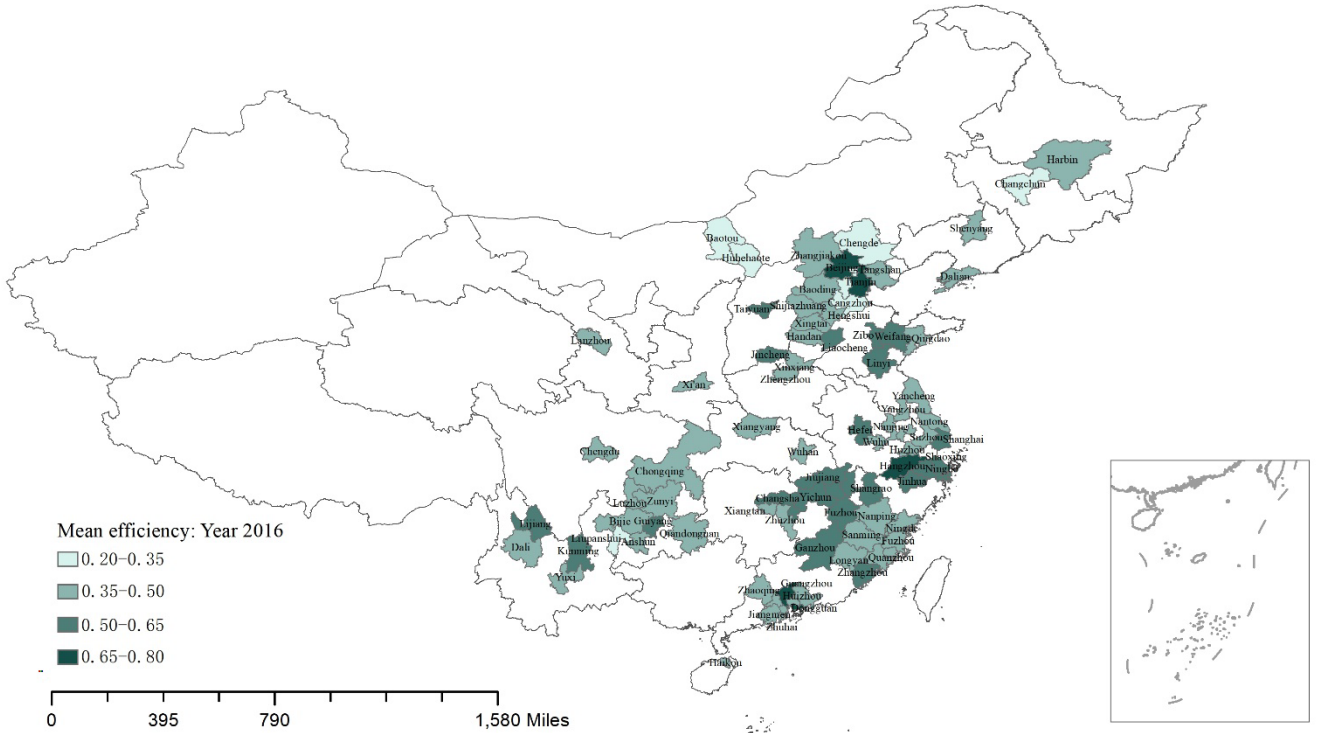 Harbin
Changchun
Shenyang
Baotou
Huhehaote
Chengde
Zhangjiakou
Beijing
Tangshan
Tianjin
Dalian
Baoding
Cangzhou
Taiyuan
Shijiazhuang
Hengshui
Xingtai
Handan
Liaocheng
Zibo
Weifang
Qingdao
Linyi
Lanzhou
Jincheng
Xinxiang
Zhengzhou
Xi'an
Yancheng
Yangzhou
Nantong
Xiangyang
Hefei
Nanjing
Wuhu
Suzhou
Shanghai
Huzhou
Shaoxing
Hangzhou
Ningbo
Jinhua
Chengdu
Wuhan
Chongqing
Jiujiang
Shangrao
Changsha
Yichun
Luzhou
Zunyi
Xiangtan
Zhuzhou
Fuzhou
Nanping
Ningde
Bijie
Guiyang
Lijiang
Liupanshui
Anshun
Qiandongnan
Sanming
Fuzhou
Dali
Kunming
Ganzhou
Longyan
Quanzhou
Zhangzhou
Yuxi
Zhaoqing
Guangzhou
Huizhou
Dongguan
Jiangmen
Zhuhai
Haikou
Mean efficiency: Year 2016
0.20-0.35
0.35-0.50
0.50-0.65
0.65-0.80
0 395 790 1,580 Miles